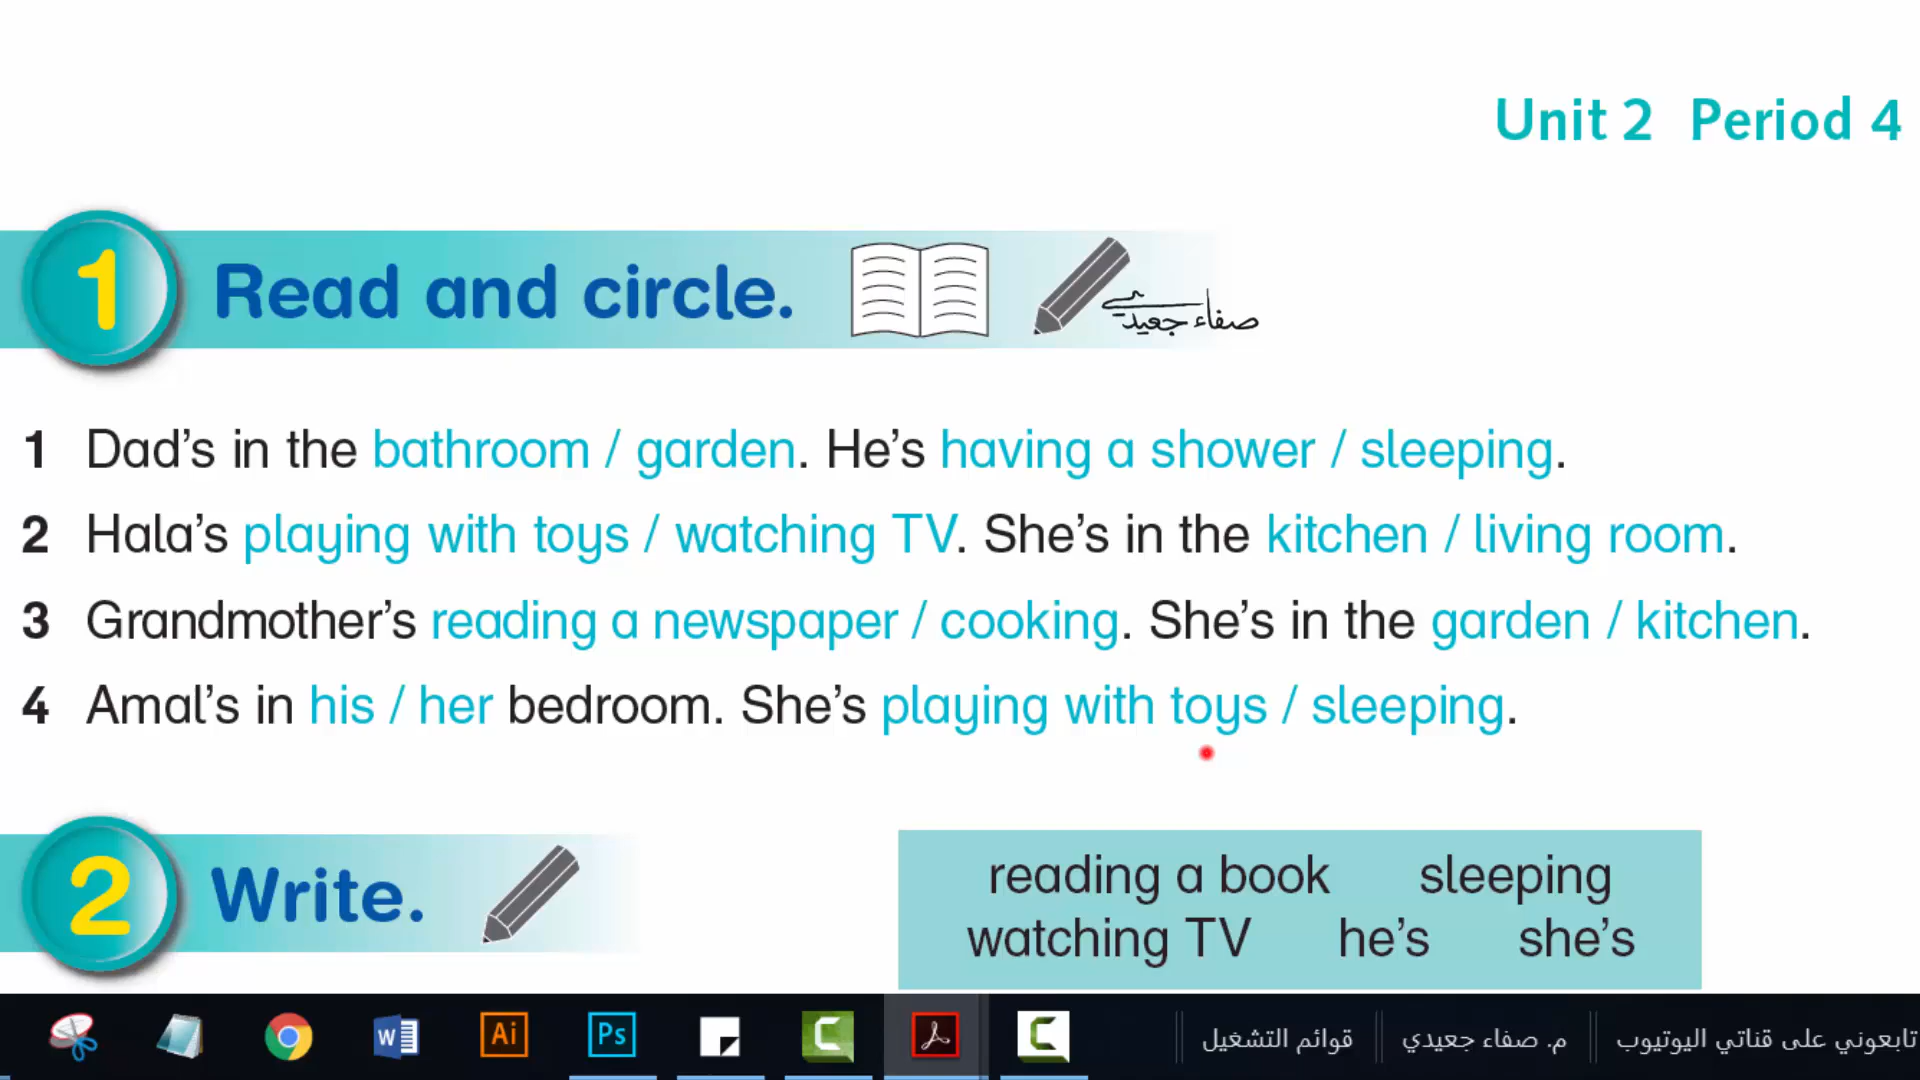 Unit 2 Period 4
1 Read and circle.
صفاء جعيدي
1 Dad's in the bathroom / garden. He's having a shower / sleeping.
2 Hala's playing with toys / watching TV. She's in the kitchen / living room.
3 Grandmother's reading a newspaper / cooking. She's in the garden / kitchen.
4 Amal's in his / her bedroom. She's playing with toys / sleeping.
2 Write.
reading a book sleeping
watching TV he's she's
W Ai Ps C C
قوائم التشغيل
م. صفاء جعيدي
تابعوني على قناتي اليوتيوب